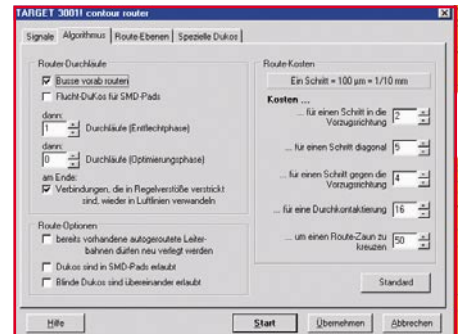 TARGET 3001! contour router
Signale Algorithmus Route-Ebenen Spezielle Dukos
Router Durchläufe
Busse vorab routen
Flucht-DuKos für SMD-Pads
dann:
1 Durchläufe (Entflechtphase)
dann:
0 Durchläufe (Optimierungsphase)
am Ende:
Verbindungen, die in Regelverstöße verstrickt
sind, wieder in Luftlinien verwandeln
Route-Optionen
bereits vorhandene autogeroutete Leiter-
bahnen dürfen neu verlegt werden
Dukos sind in SMD-Pads erlaubt
Blinde Dukos sind übereinander erlaubt
Route-Kosten
Ein Schritt = 100 µm = 1/10 mm
Kosten ...
... für einen Schritt in die
Vorzugsrichtung
2
... für einen Schritt diagonal
5
... für einen Schritt gegen die
Vorzugsrichtung
4
... für eine Durchkontaktierung
16
... um einen Route-Zaun zu
kreuzen
50
Standard
Hilfe Start Übernehmen Abbrechen